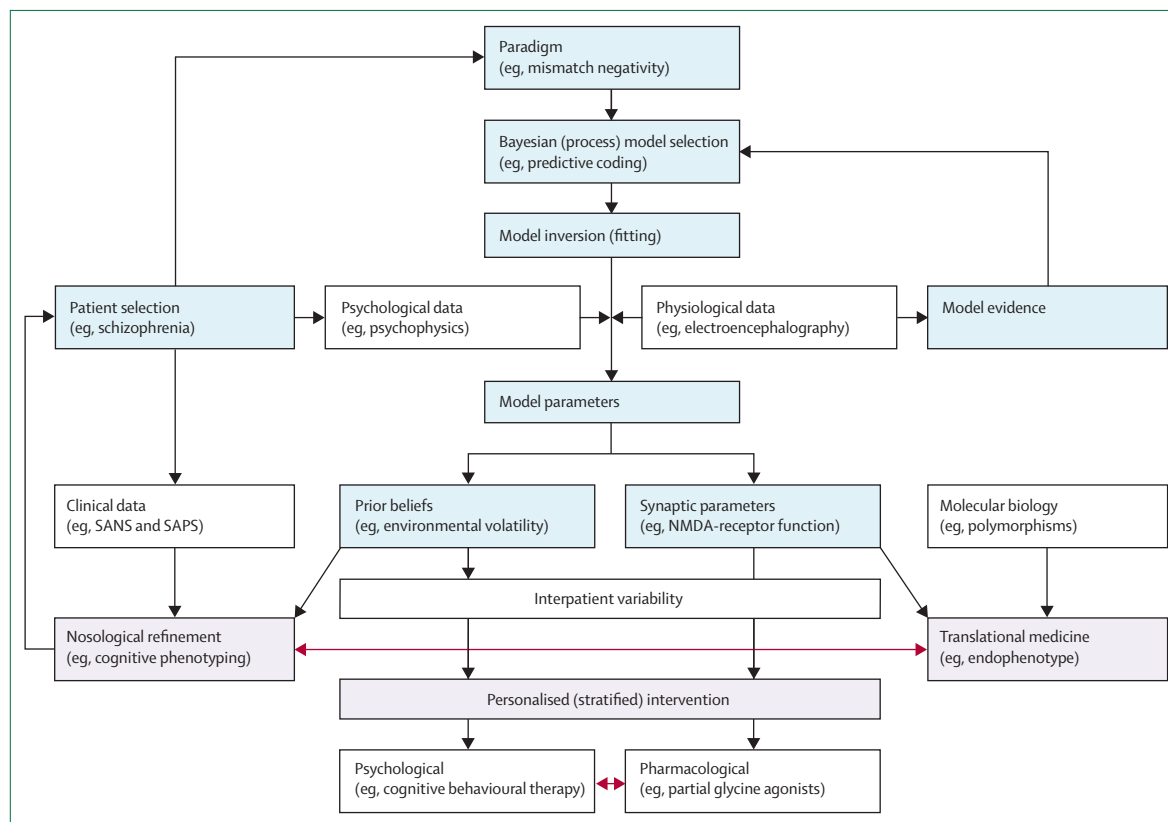 Paradigm
(eg, mismatch negativity)
Bayesian (process) model selection
(eg, predictive coding)
Model inversion (fitting)
Patient selection
(eg, schizophrenia)
Psychological data
(eg, psychophysics)
Physiological data
(eg, electroencephalography)
Model evidence
Model parameters
Clinical data
(eg, SANS and SAPS)
Prior beliefs
(eg, environmental volatility)
Synaptic parameters
(eg, NMDA-receptor function)
Molecular biology
(eg, polymorphisms)
Interpatient variability
Nosological refinement
(eg, cognitive phenotyping)
Translational medicine
(eg, endophenotype)
Personalised (stratified) intervention
Psychological
(eg, cognitive behavioural therapy)
Pharmacological
(eg, partial glycine agonists)